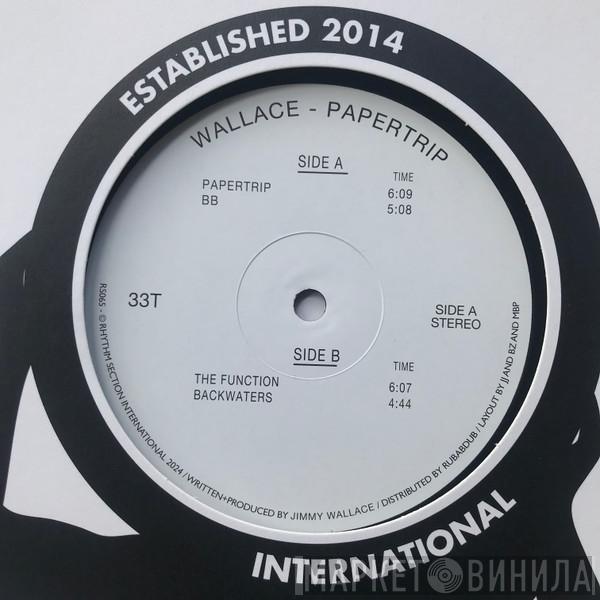 ESTABLISHED 2014
WALLACE - PAPERTRIP
SIDE A
TIME
PAPERTRIP 6:09
BB 5:08
33T
SIDE A
STEREO
SIDE B
TIME
THE FUNCTION 6:07
BACKWATERS 4:44
RS065 - © RHYTHM SECTION INTERNATIONAL 2024 / WRITTEN+PRODUCED BY JIMMY WALLACE / DISTRIBUTED BY RUBADUB / LAYOUT BY JJ AND BZ AND MBP
INTERNATIONAL
МАРКЕТ ВИНИЛА